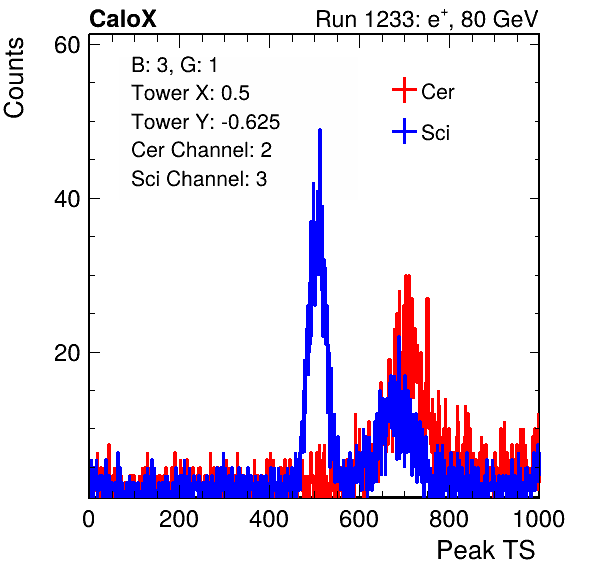 CaloX Run 1233: e+, 80 GeV
Counts
60
40
20
B: 3, G: 1
Tower X: 0.5
Tower Y: -0.625
Cer Channel: 2
Sci Channel: 3
Cer
Sci
0 200 400 600 800 1000
Peak TS